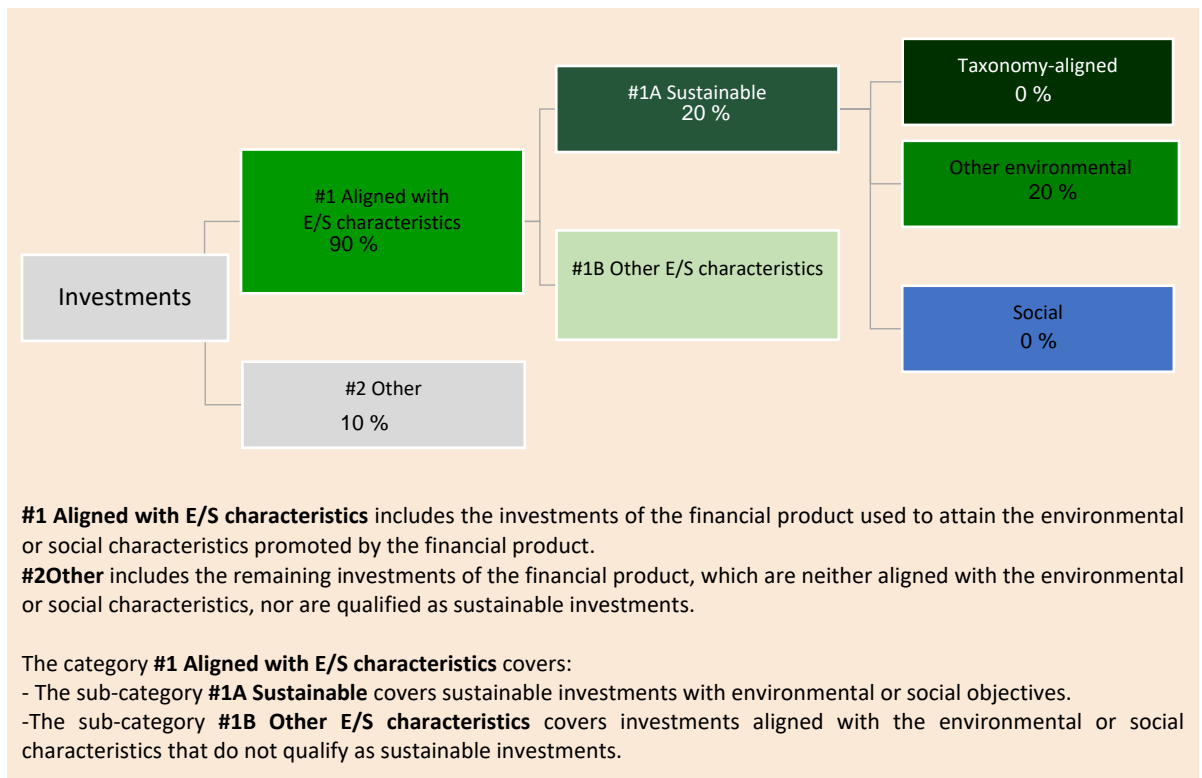 Investments
#1 Aligned with
E/S characteristics
90 %
#2 Other
10 %
#1A Sustainable
20 %
#1B Other E/S characteristics
Taxonomy-aligned
0 %
Other environmental
20 %
Social
0 %
#1 Aligned with E/S characteristics includes the investments of the financial product used to attain the environmental
or social characteristics promoted by the financial product.
#2Other includes the remaining investments of the financial product, which are neither aligned with the environmental
or social characteristics, nor are qualified as sustainable investments.
The category #1 Aligned with E/S characteristics covers:
- The sub-category #1A Sustainable covers sustainable investments with environmental or social objectives.
-The sub-category #1B Other E/S characteristics covers investments aligned with the environmental or social
characteristics that do not qualify as sustainable investments.